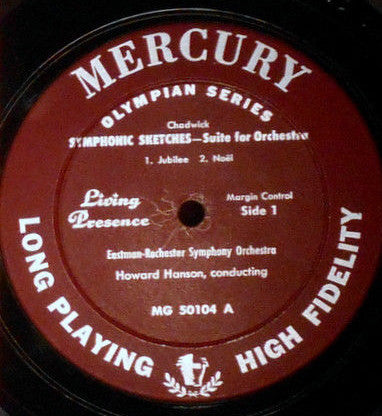 MERCURY
OLYMPIAN SERIES
Chadwick
SYMPHONIC SKETCHES—Suite for Orchestra
1. Jubilee 2. Noël
Living Presence
Margin Control
Side 1
Eastman-Rochester Symphony Orchestra
Howard Hanson, conducting
MG 50104 A
LONG PLAYING
HIGH FIDELITY